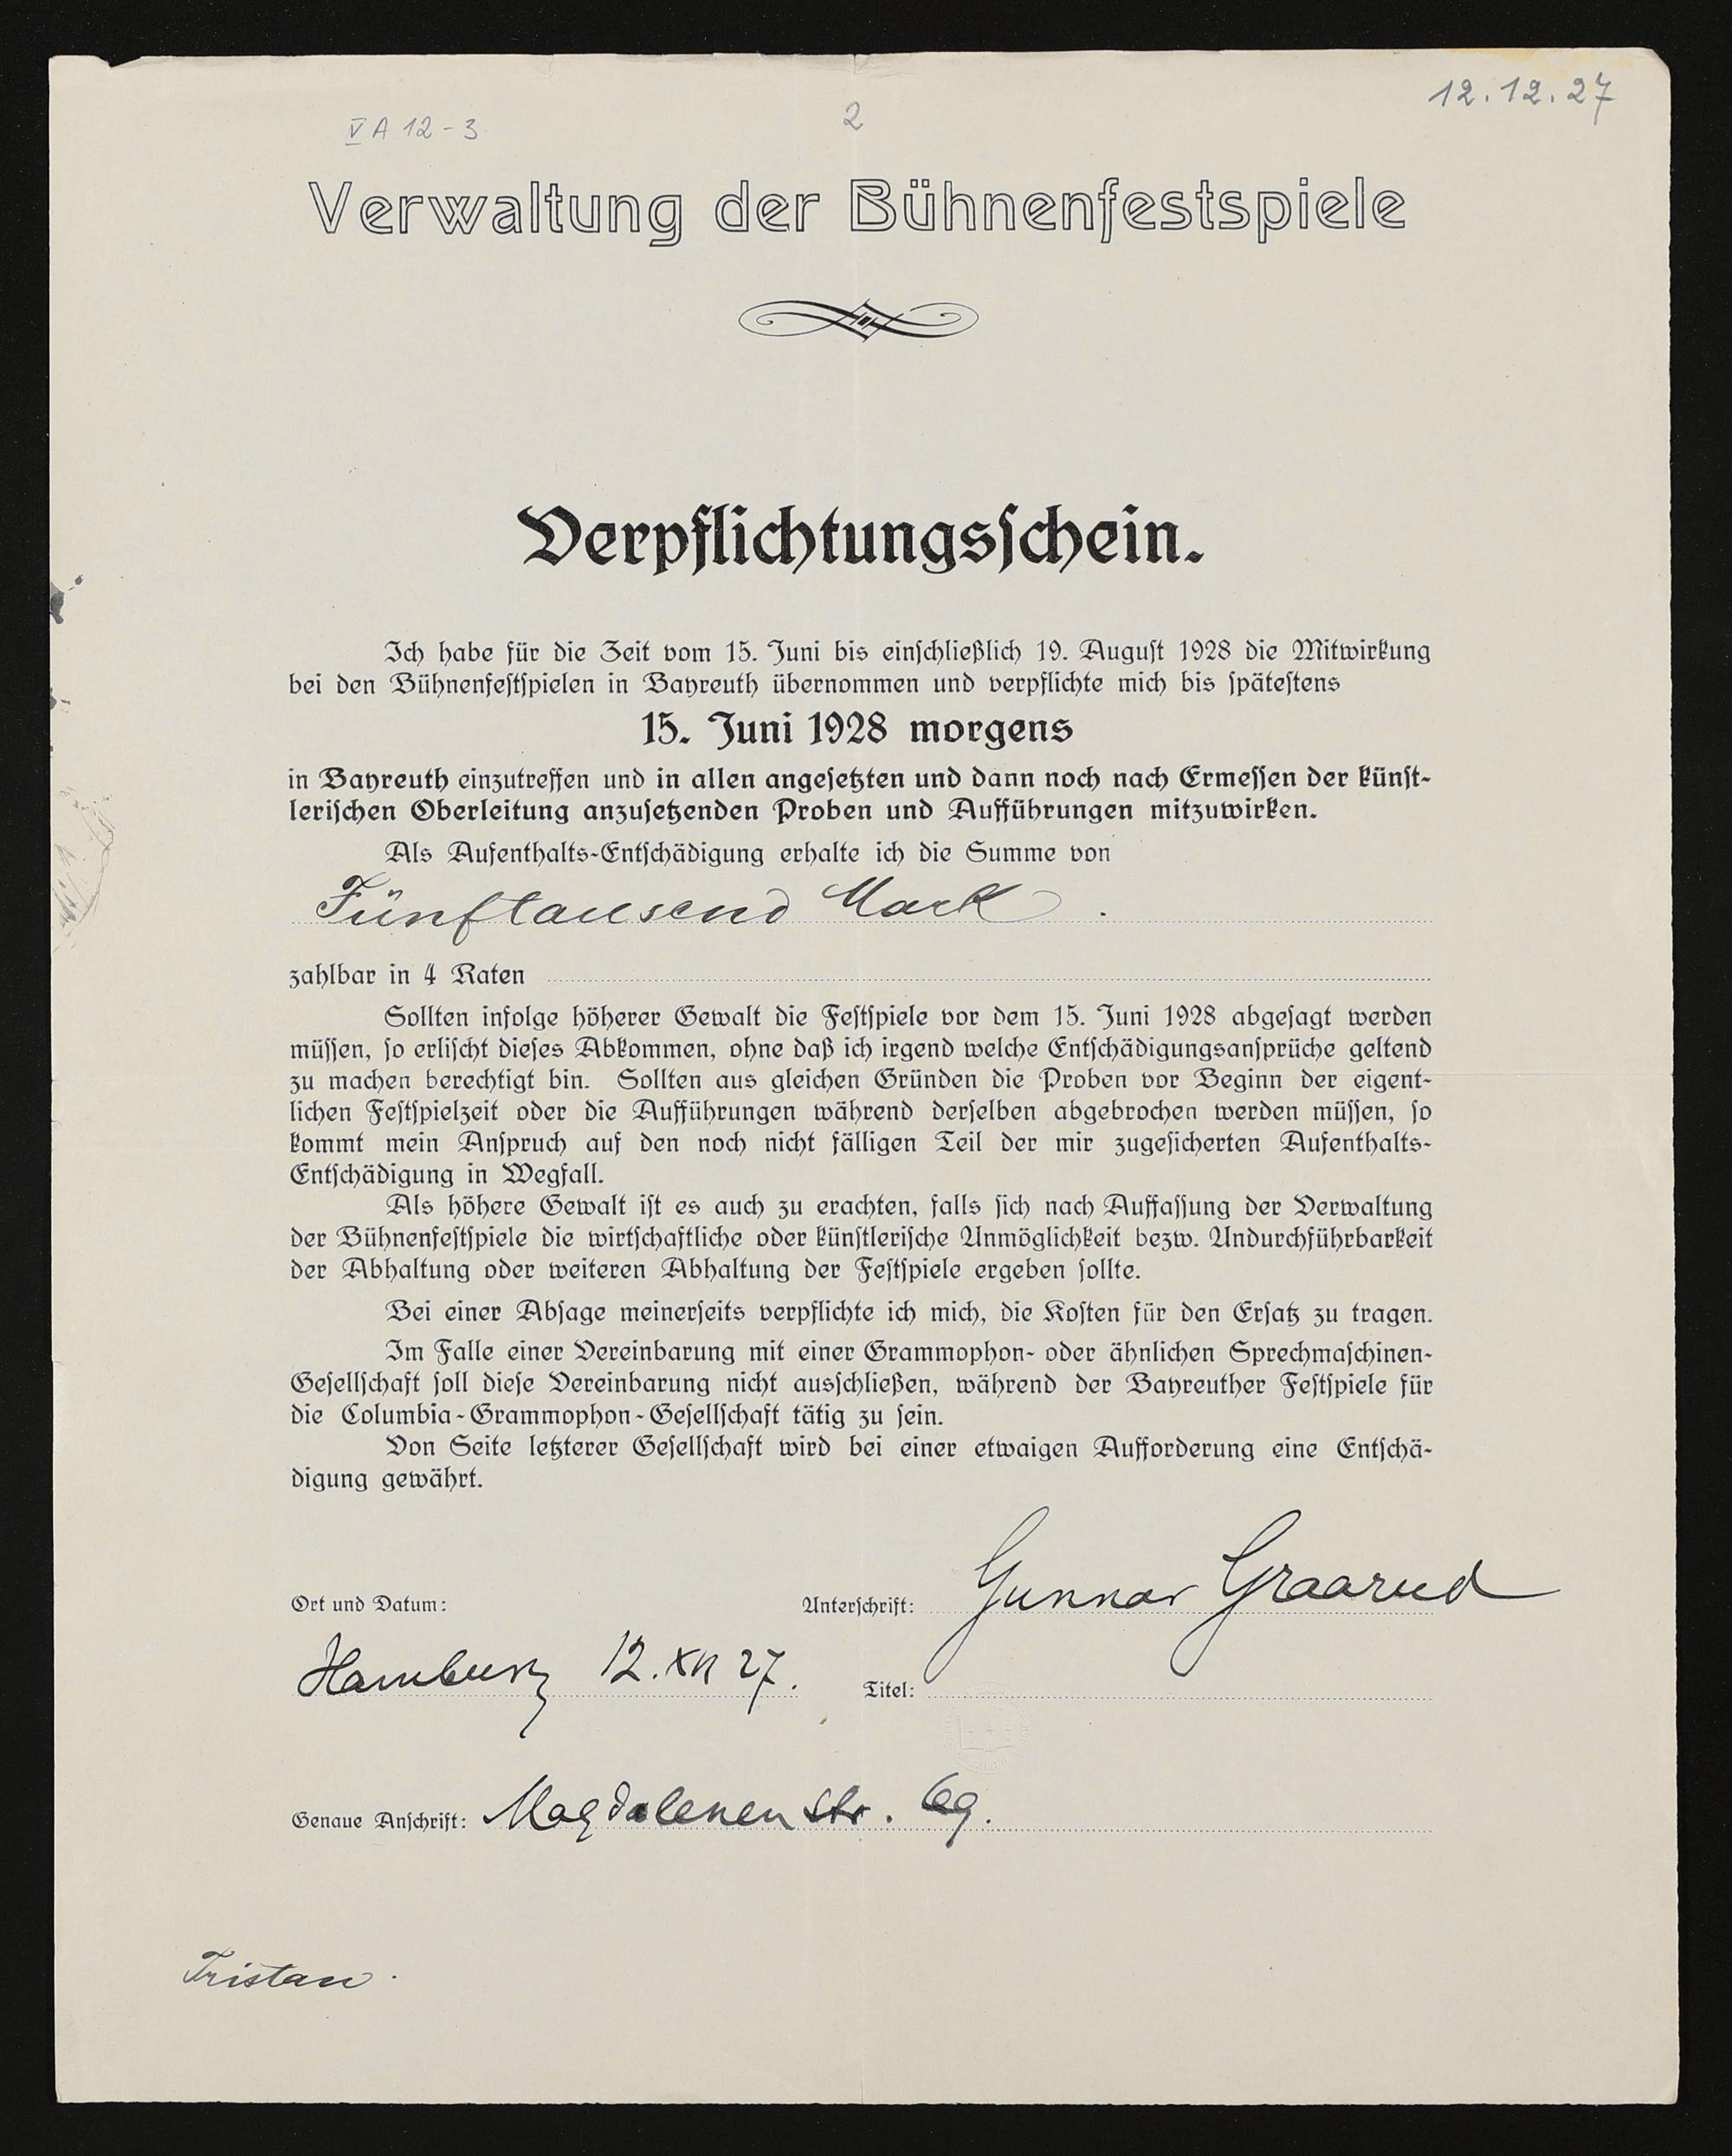 12.12.27
V A 12-3
2
Verwaltung der Bühnenfestspiele
Verpflichtungsschein.
Ich habe für die Zeit vom 15. Juni bis einschließlich 19. August 1928 die Mitwirkung
bei den Bühnenfestspielen in Bayreuth übernommen und verpflichte mich bis spätestens
15. Juni 1928 morgens
in Bayreuth einzutreffen und in allen angesetzten und dann noch nach Ermessen der künst-
lerischen Oberleitung anzusetzenden Proben und Aufführungen mitzuwirken.
Als Aufenthalts-Entschädigung erhalte ich die Summe von
Fünftausend Mark.
zahlbar in 4 Raten
Sollten infolge höherer Gewalt die Festspiele vor dem 15. Juni 1928 abgesagt werden
müssen, so erlischt dieses Abkommen, ohne daß ich irgend welche Entschädigungsansprüche geltend
zu machen berechtigt bin. Sollten aus gleichen Gründen die Proben vor Beginn der eigent-
lichen Festspielzeit oder die Aufführungen während derselben abgebrochen werden müssen, so
kommt mein Anspruch auf den noch nicht fälligen Teil der mir zugesicherten Aufenthalts-
Entschädigung in Wegfall.
Als höhere Gewalt ist es auch zu erachten, falls sich nach Auffassung der Verwaltung
der Bühnenfestspiele die wirtschaftliche oder künstlerische Unmöglichkeit bezw. Undurchführbarkeit
der Abhaltung oder weiteren Abhaltung der Festspiele ergeben sollte.
Bei einer Absage meinerseits verpflichte ich mich, die Kosten für den Ersatz zu tragen.
Im Falle einer Vereinbarung mit einer Grammophon- oder ähnlichen Sprechmaschinen-
Gesellschaft soll diese Vereinbarung nicht ausschließen, während der Bayreuther Festspiele für
die Columbia-Grammophon-Gesellschaft tätig zu sein.
Von Seite letzterer Gesellschaft wird bei einer etwaigen Aufforderung eine Entschä-
digung gewährt.
Ort und Datum: Unterschrift: Gunnar Graarud
Hamburg 12.XII 27. Titel:
Genaue Anschrift: Magdalenenstr. 69.
Tristan.